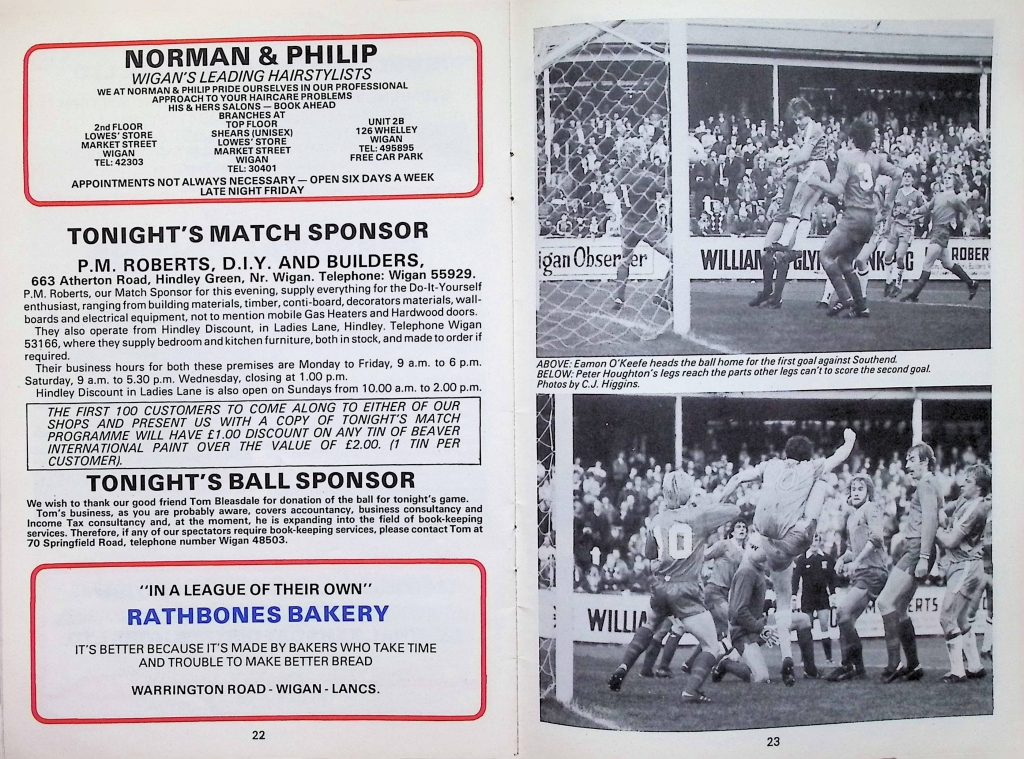 NORMAN & PHILIP
WIGAN'S LEADING HAIRSTYLISTS
WE AT NORMAN & PHILIP PRIDE OURSELVES IN OUR PROFESSIONAL
APPROACH TO YOUR HAIRCARE PROBLEMS
HIS & HERS SALONS — BOOK AHEAD
BRANCHES AT
2nd FLOOR
LOWES' STORE
MARKET STREET
WIGAN
TEL: 42303
TOP FLOOR
SHEARS (UNISEX)
LOWES' STORE
MARKET STREET
WIGAN
TEL: 30401
UNIT 2B
126 WHELLEY
WIGAN
TEL: 495895
FREE CAR PARK
APPOINTMENTS NOT ALWAYS NECESSARY — OPEN SIX DAYS A WEEK
LATE NIGHT FRIDAY
TONIGHT'S MATCH SPONSOR
P.M. ROBERTS, D.I.Y. AND BUILDERS,
663 Atherton Road, Hindley Green, Nr. Wigan. Telephone: Wigan 55929.
P.M. Roberts, our Match Sponsor for this evening, supply everything for the Do-It-Yourself
enthusiast, ranging from building materials, timber, conti-board, decorators materials, wall-
boards and electrical equipment, not to mention mobile Gas Heaters and Hardwood doors.
They also operate from Hindley Discount, in Ladies Lane, Hindley. Telephone Wigan
53166, where they supply bedroom and kitchen furniture, both in stock, and made to order if
required.
Their business hours for both these premises are Monday to Friday, 9 a.m. to 6 p.m.
Saturday, 9 a.m. to 5.30 p.m. Wednesday, closing at 1.00 p.m.
Hindley Discount in Ladies Lane is also open on Sundays from 10.00 a.m. to 2.00 p.m.
THE FIRST 100 CUSTOMERS TO COME ALONG TO EITHER OF OUR
SHOPS AND PRESENT US WITH A COPY OF TONIGHT'S MATCH
PROGRAMME WILL HAVE £1.00 DISCOUNT ON ANY TIN OF BEAVER
INTERNATIONAL PAINT OVER THE VALUE OF £2.00. (1 TIN PER
CUSTOMER).
TONIGHT'S BALL SPONSOR
We wish to thank our good friend Tom Bleasdale for donation of the ball for tonight's game.
Tom's business, as you are probably aware, covers accountancy, business consultancy and
Income Tax consultancy and, at the moment, he is expanding into the field of book-keeping
services. Therefore, if any of our spectators require book-keeping services, please contact Tom at
70 Springfield Road, telephone number Wigan 48503.
"IN A LEAGUE OF THEIR OWN"
RATHBONES BAKERY
IT'S BETTER BECAUSE IT'S MADE BY BAKERS WHO TAKE TIME
AND TROUBLE TO MAKE BETTER BREAD
WARRINGTON ROAD - WIGAN - LANCS.
22
3
igan Observer
WILLIAM
GLY
ROBERT
ABOVE: Eamon O'Keefe heads the ball home for the first goal against Southend.
BELOW: Peter Houghton's legs reach the parts other legs can't to score the second goal.
Photos by C.J. Higgins.
10
WILLIA
ERTS
23